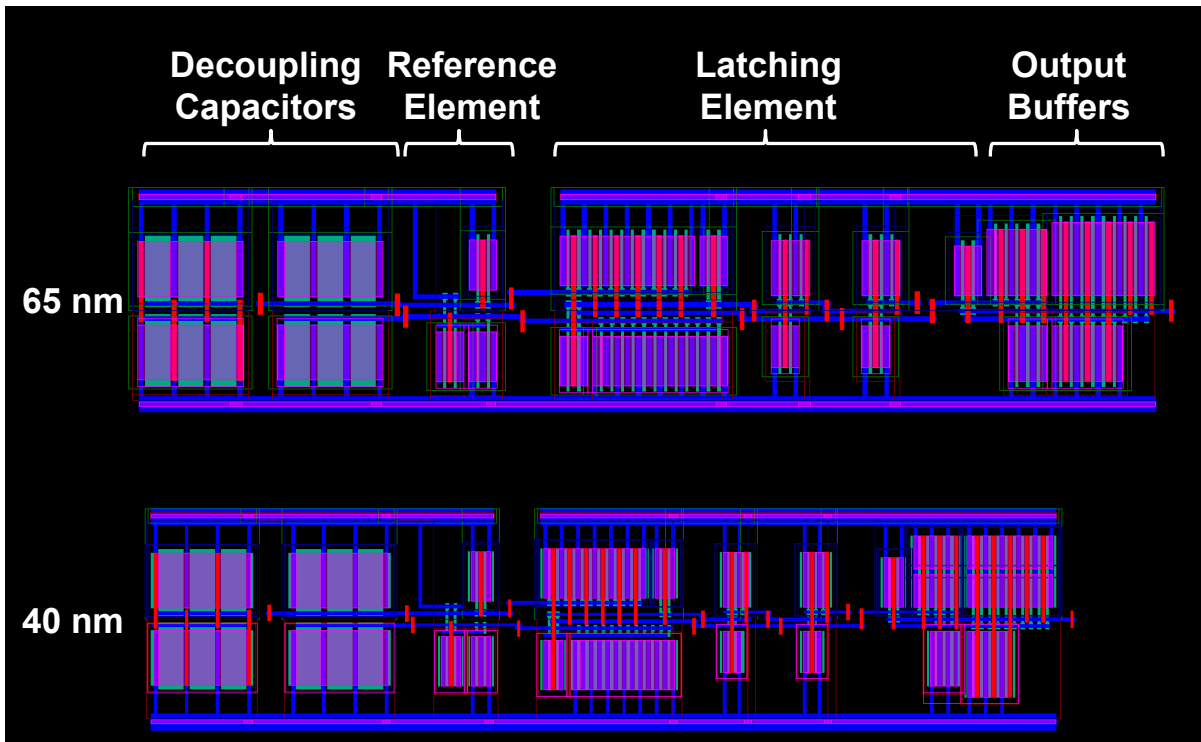 Decoupling
Capacitors
Reference
Element
Latching
Element
Output
Buffers
65 nm
40 nm